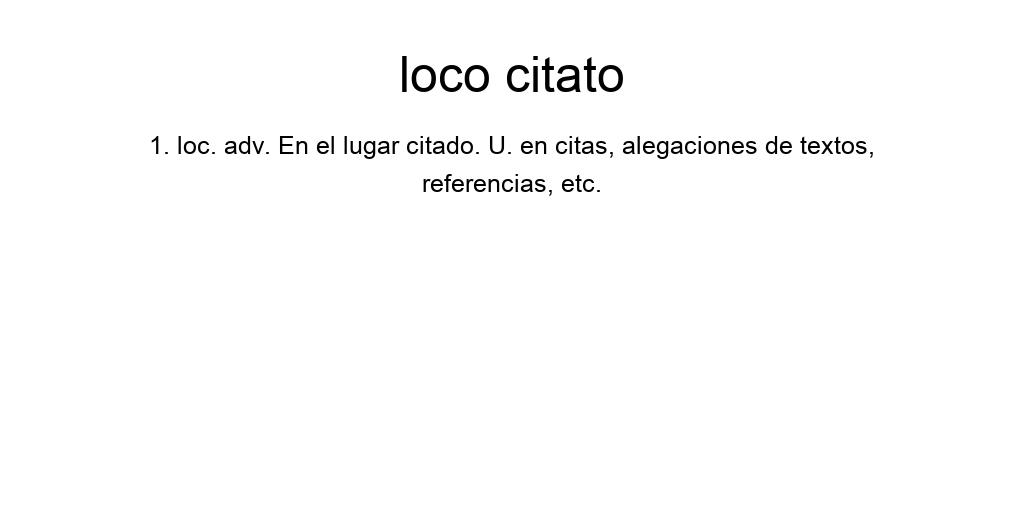 loco citato
1. loc. adv. En el lugar citado. U. en citas, alegaciones de textos,
referencias, etc.